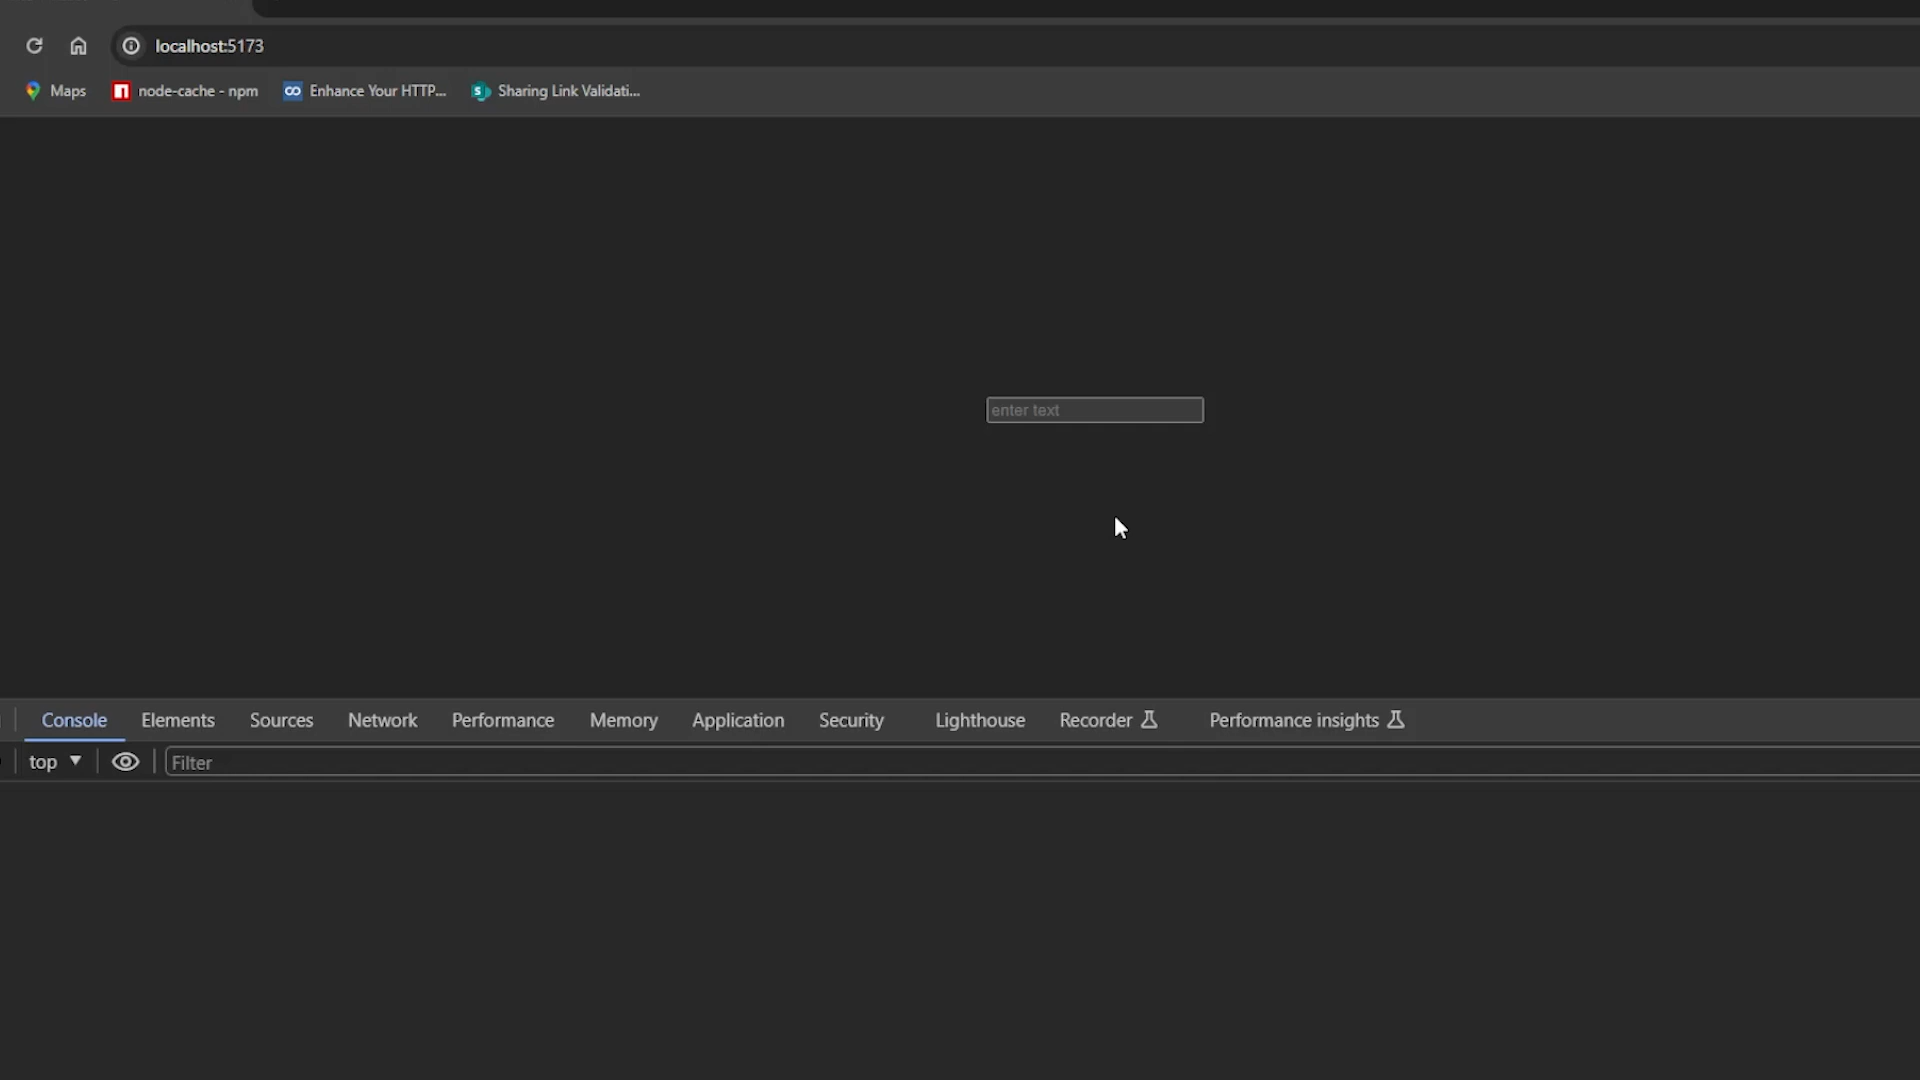 localhost:5173
Maps node-cache - npm Enhance Your HTTP... Sharing Link Validati...
enter text
Console Elements Sources Network Performance Memory Application Security Lighthouse Recorder Performance insights
top Filter